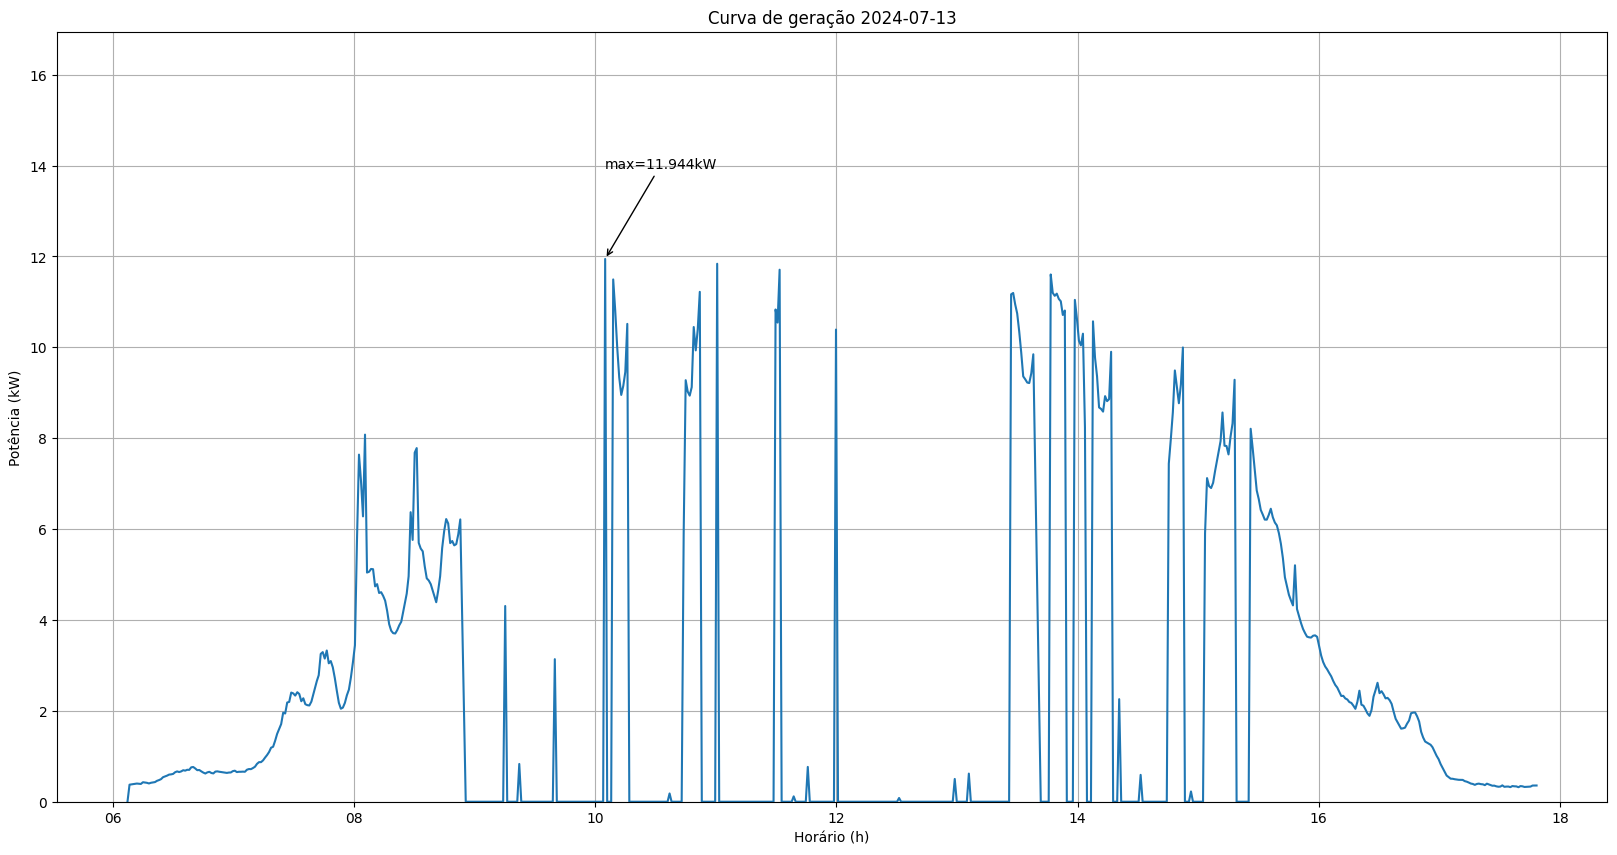 Curva de geração 2024-07-13
16
14
12
10
8
6
4
2
0
max=11.944kW
Potência (kW)
06 08 10 12 14 16 18
Horário (h)